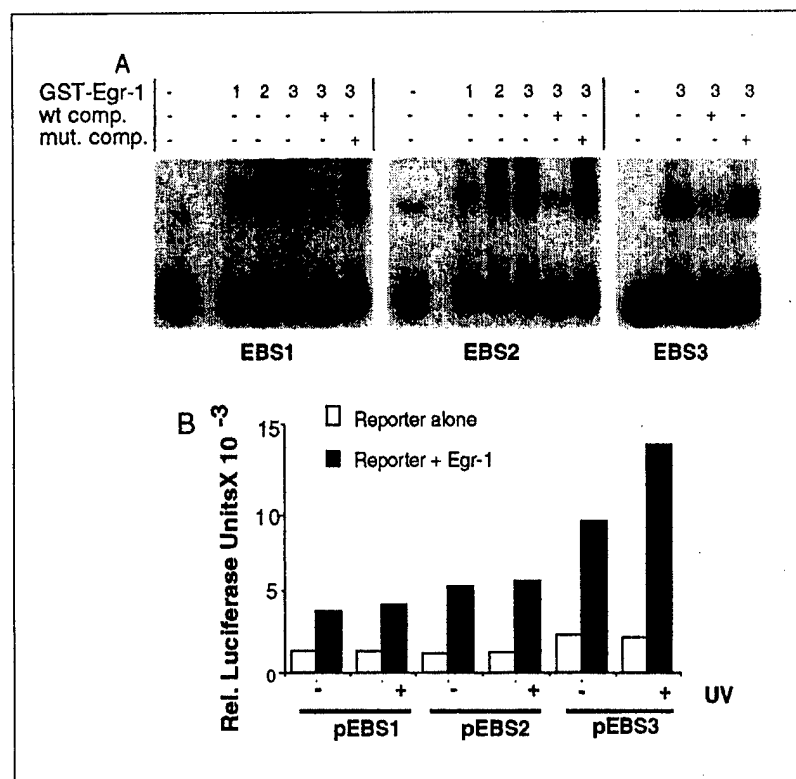 A
GST-Egr-1 - 1 2 3 3 3 - 1 2 3 3 3 - 3 3 3
wt comp. - - - - + - - - - - + - - - + -
mut. comp. - - - - - + - - - - - + - - - +
EBS1 EBS2 EBS3
B
Rel. Luciferase UnitsX 10 -3
15
10
5
0
Reporter alone
Reporter + Egr-1
- + - + - + UV
pEBS1 pEBS2 pEBS3